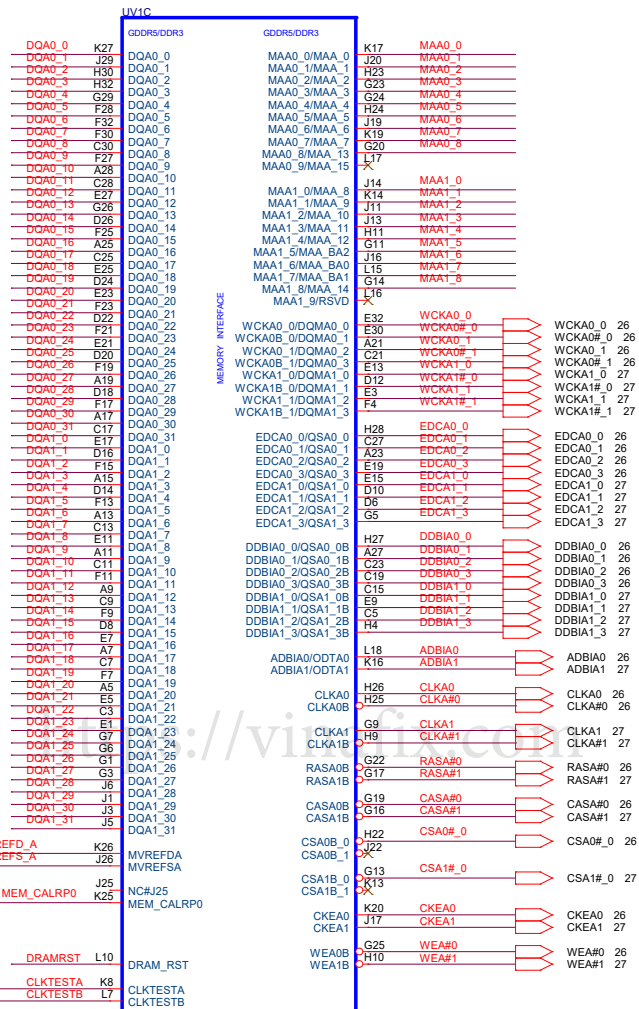 UV1C
GDDR5/DDR3 GDDR5/DDR3
DQA0_0 K27 DQA0_0
DQA0_1 J29 DQA0_1
DQA0_2 H30 DQA0_2
DQA0_3 H32 DQA0_3
DQA0_4 G29 DQA0_4
DQA0_5 F28 DQA0_5
DQA0_6 F32 DQA0_6
DQA0_7 F30 DQA0_7
DQA0_8 C30 DQA0_8
DQA0_9 F27 DQA0_9
DQA0_10 A28 DQA0_10
DQA0_11 C28 DQA0_11
DQA0_12 E27 DQA0_12
DQA0_13 G26 DQA0_13
DQA0_14 D26 DQA0_14
DQA0_15 F25 DQA0_15
DQA0_16 A25 DQA0_16
DQA0_17 C25 DQA0_17
DQA0_18 E25 DQA0_18
DQA0_19 D24 DQA0_19
DQA0_20 E23 DQA0_20
DQA0_21 F23 DQA0_21
DQA0_22 D22 DQA0_22
DQA0_23 F21 DQA0_23
DQA0_24 E21 DQA0_24
DQA0_25 D20 DQA0_25
DQA0_26 F19 DQA0_26
DQA0_27 A19 DQA0_27
DQA0_28 D18 DQA0_28
DQA0_29 F17 DQA0_29
DQA0_30 A17 DQA0_30
DQA0_31 C17 DQA0_31
DQA1_0 E17 DQA1_0
DQA1_1 D16 DQA1_1
DQA1_2 F15 DQA1_2
DQA1_3 A15 DQA1_3
DQA1_4 D14 DQA1_4
DQA1_5 F13 DQA1_5
DQA1_6 A13 DQA1_6
DQA1_7 C13 DQA1_7
DQA1_8 E11 DQA1_8
DQA1_9 A11 DQA1_9
DQA1_10 C11 DQA1_10
DQA1_11 F11 DQA1_11
DQA1_12 A9 DQA1_12
DQA1_13 C9 DQA1_13
DQA1_14 F9 DQA1_14
DQA1_15 D8 DQA1_15
DQA1_16 E7 DQA1_16
DQA1_17 A7 DQA1_17
DQA1_18 C7 DQA1_18
DQA1_19 F7 DQA1_19
DQA1_20 A5 DQA1_20
DQA1_21 E5 DQA1_21
DQA1_22 C3 DQA1_22
DQA1_23 E1 DQA1_23
DQA1_24 G7 DQA1_24
DQA1_25 G6 DQA1_25
DQA1_26 G1 DQA1_26
DQA1_27 G3 DQA1_27
DQA1_28 J6 DQA1_28
DQA1_29 J1 DQA1_29
DQA1_30 J3 DQA1_30
DQA1_31 J5 DQA1_31
REFD_A K26 MVREFDA
REFS_A J26 MVREFSA
J25 NC#J25
MEM_CALRP0 K25 MEM_CALRP0
DRAMRST L10 DRAM_RST
CLKTESTA K8 CLKTESTA
CLKTESTB L7 CLKTESTB
MEMORY INTERFACE
MAA0_0/MAA_0 K17 MAA0_0
MAA0_1/MAA_1 J20 MAA0_1
MAA0_2/MAA_2 H23 MAA0_2
MAA0_3/MAA_3 G23 MAA0_3
MAA0_4/MAA_4 G24 MAA0_4
MAA0_5/MAA_5 H24 MAA0_5
MAA0_6/MAA_6 J19 MAA0_6
MAA0_7/MAA_7 K19 MAA0_7
MAA0_8/MAA_13 G20 MAA0_8
MAA0_9/MAA_15 L17
MAA1_0/MAA_8 J14 MAA1_0
MAA1_1/MAA_9 K14 MAA1_1
MAA1_2/MAA_10 J11 MAA1_2
MAA1_3/MAA_11 J13 MAA1_3
MAA1_4/MAA_12 H11 MAA1_4
MAA1_5/MAA_BA2 G11 MAA1_5
MAA1_6/MAA_BA0 J16 MAA1_6
MAA1_7/MAA_BA1 L15 MAA1_7
MAA1_8/MAA_14 G14 MAA1_8
MAA1_9/RSVD L16
WCKA0_0/DQMA0_0 E32 WCKA0_0 WCKA0_0 26
WCKA0B_0/DQMA0_1 E30 WCKA0#_0 WCKA0#_0 26
WCKA0_1/DQMA0_2 A21 WCKA0_1 WCKA0_1 26
WCKA0B_1/DQMA0_3 C21 WCKA0#_1 WCKA0#_1 26
WCKA1_0/DQMA1_0 E13 WCKA1_0 WCKA1_0 27
WCKA1B_0/DQMA1_1 D12 WCKA1#_0 WCKA1#_0 27
WCKA1_1/DQMA1_2 E3 WCKA1_1 WCKA1_1 27
WCKA1B_1/DQMA1_3 F4 WCKA1#_1 WCKA1#_1 27
EDCA0_0/QSA0_0 H28 EDCA0_0 EDCA0_0 26
EDCA0_1/QSA0_1 C27 EDCA0_1 EDCA0_1 26
EDCA0_2/QSA0_2 A23 EDCA0_2 EDCA0_2 26
EDCA0_3/QSA0_3 E19 EDCA0_3 EDCA0_3 26
EDCA1_0/QSA1_0 E15 EDCA1_0 EDCA1_0 27
EDCA1_1/QSA1_1 D10 EDCA1_1 EDCA1_1 27
EDCA1_2/QSA1_2 D6 EDCA1_2 EDCA1_2 27
EDCA1_3/QSA1_3 G5 EDCA1_3 EDCA1_3 27
DDBIA0_0/QSA0_0B H27 DDBIA0_0 DDBIA0_0 26
DDBIA0_1/QSA0_1B A27 DDBIA0_1 DDBIA0_1 26
DDBIA0_2/QSA0_2B C23 DDBIA0_2 DDBIA0_2 26
DDBIA0_3/QSA0_3B C19 DDBIA0_3 DDBIA0_3 26
DDBIA1_0/QSA1_0B C15 DDBIA1_0 DDBIA1_0 27
DDBIA1_1/QSA1_1B E9 DDBIA1_1 DDBIA1_1 27
DDBIA1_2/QSA1_2B C5 DDBIA1_2 DDBIA1_2 27
DDBIA1_3/QSA1_3B H4 DDBIA1_3 DDBIA1_3 27
ADBIA0/ODTA0 L18 ADBIA0 ADBIA0 26
ADBIA1/ODTA1 K16 ADBIA1 ADBIA1 27
CLKA0 H26 CLKA0 CLKA0 26
CLKA0B H25 CLKA#0 CLKA#0 26
CLKA1 G9 CLKA1 CLKA1 27
CLKA1B H9 CLKA#1 CLKA#1 27
RASA0B G22 RASA#0 RASA#0 26
RASA1B G17 RASA#1 RASA#1 27
CASA0B G19 CASA#0 CASA#0 26
CASA1B G16 CASA#1 CASA#1 27
CSA0B_0 H22 CSA0#_0 CSA0#_0 26
CSA0B_1 J22
CSA1B_0 G13 CSA1#_0 CSA1#_0 27
CSA1B_1 K13
CKEA0 K20 CKEA0 CKEA0 26
CKEA1 J17 CKEA1 CKEA1 27
WEA0B G25 WEA#0 WEA#0 26
WEA1B H10 WEA#1 WEA#1 27
https://vinafix.com